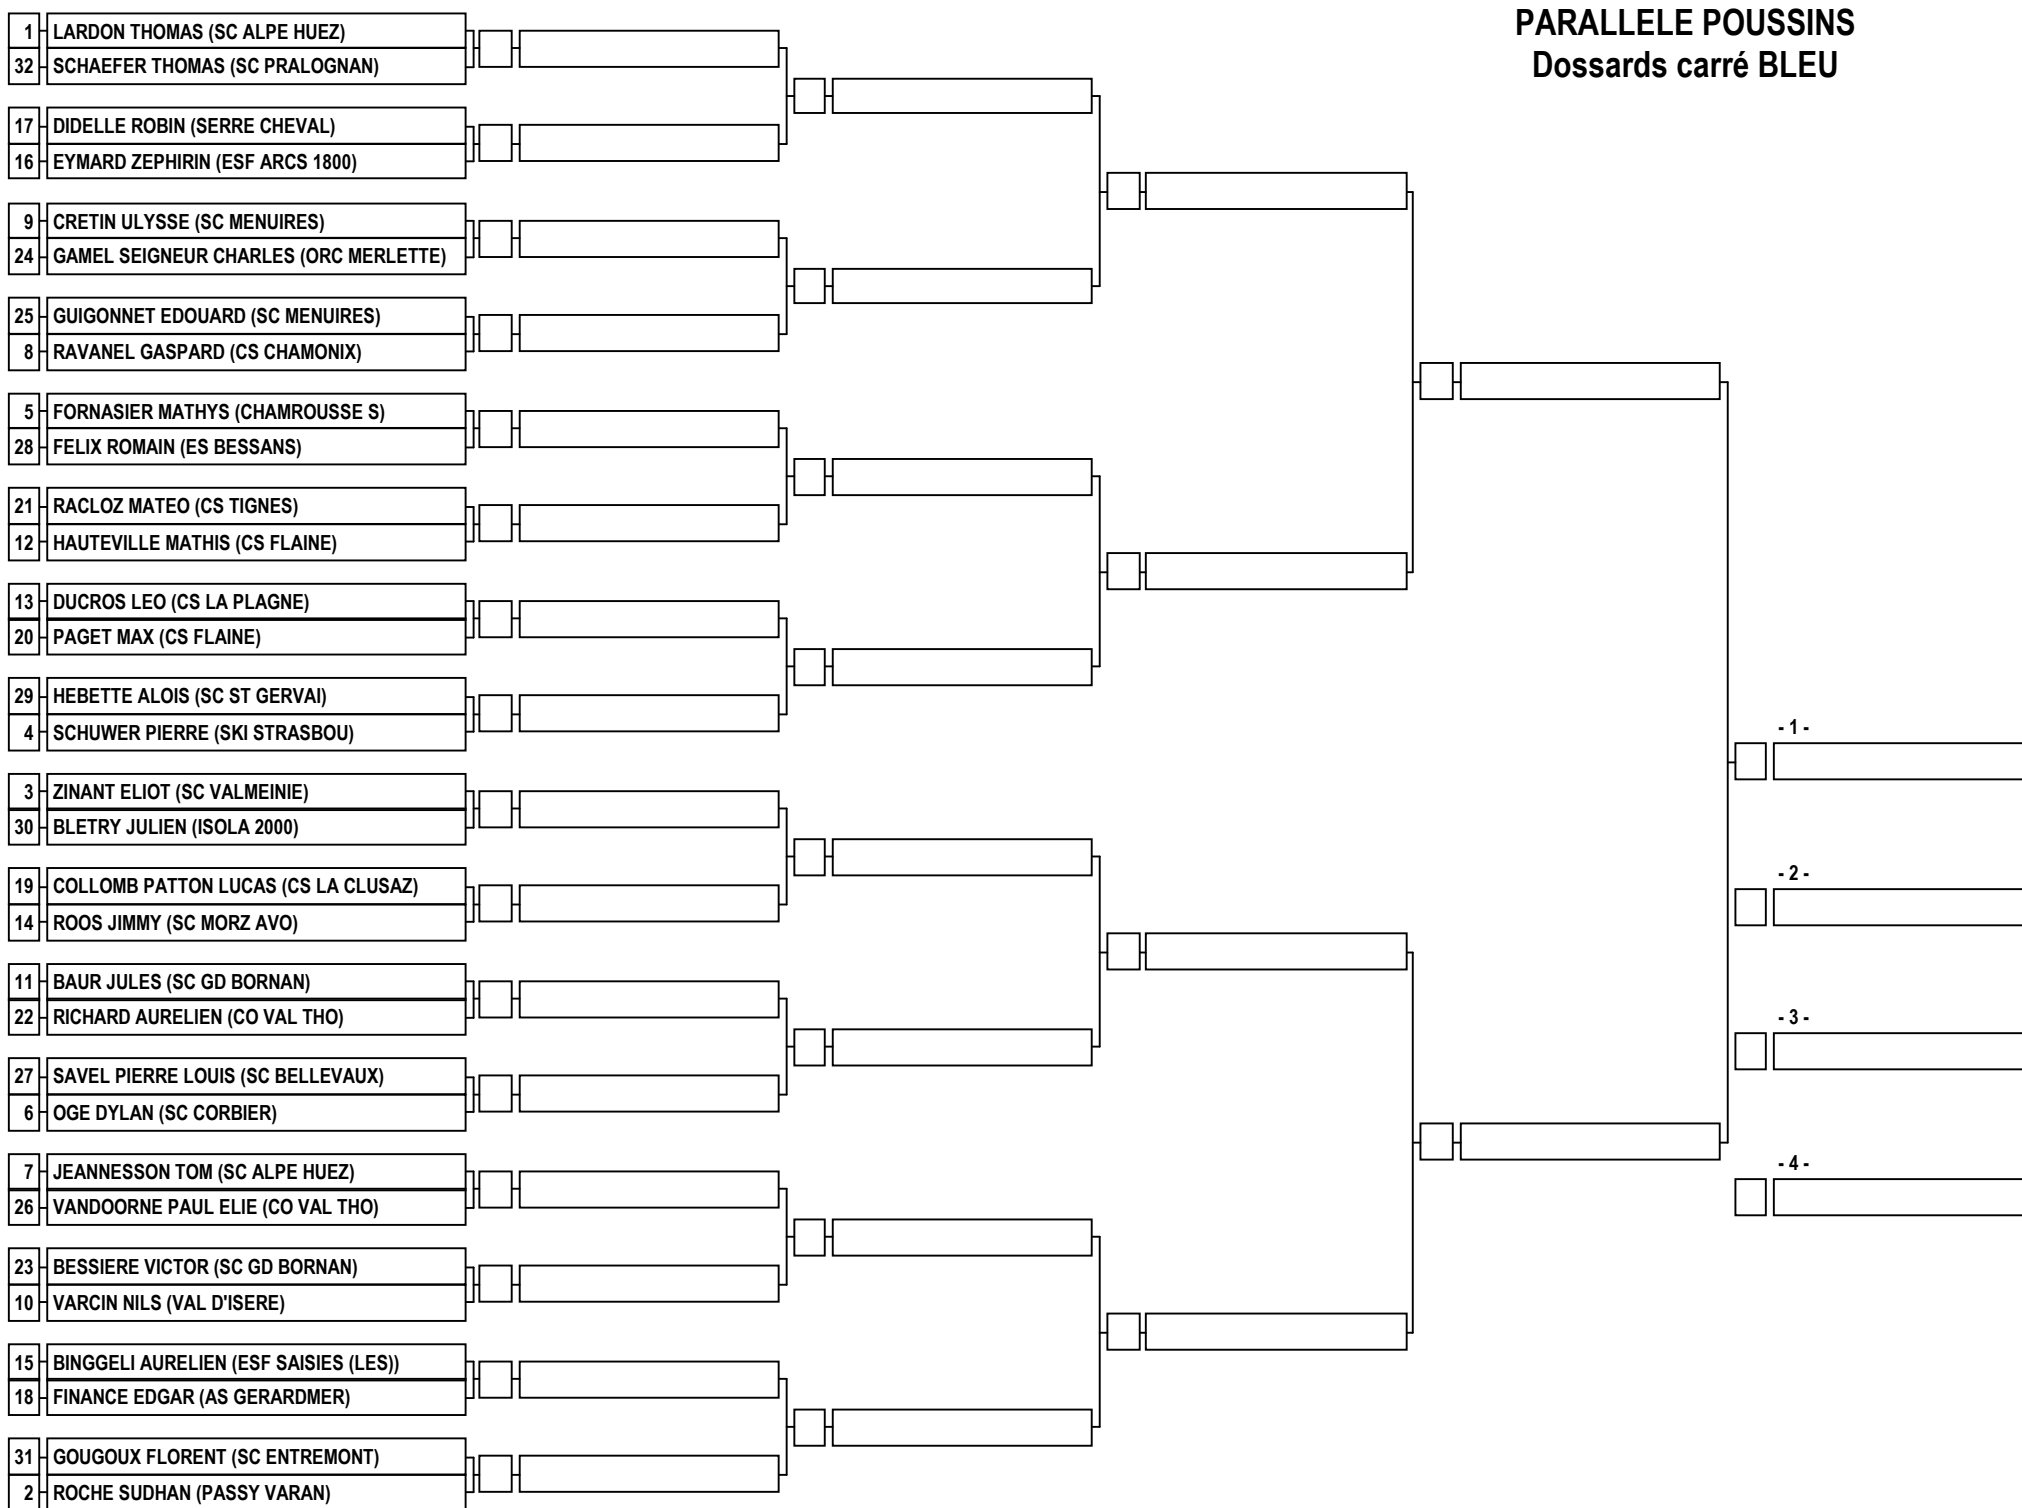 PARALLELE POUSSINS
Dossards carré BLEU
1 LARDON THOMAS (SC ALPE HUEZ)
32 SCHAEFER THOMAS (SC PRALOGNAN)
17 DIDELLE ROBIN (SERRE CHEVAL)
16 EYMARD ZEPHIRIN (ESF ARCS 1800)
9 CRETIN ULYSSE (SC MENUIRES)
24 GAMEL SEIGNEUR CHARLES (ORC MERLETTE)
25 GUIGONNET EDOUARD (SC MENUIRES)
8 RAVANEL GASPARD (CS CHAMONIX)
5 FORNASIER MATHYS (CHAMROUSSE S)
28 FELIX ROMAIN (ES BESSANS)
21 RACLOZ MATEO (CS TIGNES)
12 HAUTEVILLE MATHIS (CS FLAINE)
13 DUCROS LEO (CS LA PLAGNE)
20 PAGET MAX (CS FLAINE)
29 HEBETTE ALOIS (SC ST GERVAI)
4 SCHUWER PIERRE (SKI STRASBOU)
3 ZINANT ELIOT (SC VALMEINIE)
30 BLETRY JULIEN (ISOLA 2000)
19 COLLOMB PATTON LUCAS (CS LA CLUSAZ)
14 ROOS JIMMY (SC MORZ AVO)
11 BAUR JULES (SC GD BORNAN)
22 RICHARD AURELIEN (CO VAL THO)
27 SAVEL PIERRE LOUIS (SC BELLEVAUX)
6 OGE DYLAN (SC CORBIER)
7 JEANNESSON TOM (SC ALPE HUEZ)
26 VANDOORNE PAUL ELIE (CO VAL THO)
23 BESSIERE VICTOR (SC GD BORNAN)
10 VARCIN NILS (VAL D'ISERE)
15 BINGGELI AURELIEN (ESF SAISIES (LES))
18 FINANCE EDGAR (AS GERARDMER)
31 GOUGOUX FLORENT (SC ENTREMONT)
2 ROCHE SUDHAN (PASSY VARAN)
- 1 -
- 2 -
- 3 -
- 4 -